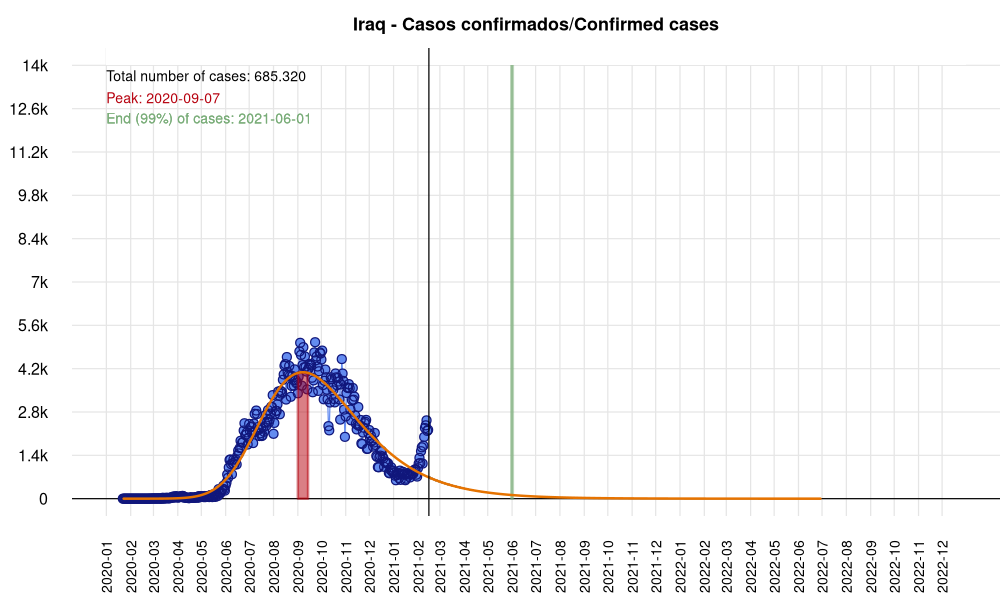 Iraq - Casos confirmados/Confirmed cases
Total number of cases: 685.320
Peak: 2020-09-07
End (99%) of cases: 2021-06-01
14k
12.6k
11.2k
9.8k
8.4k
7k
5.6k
4.2k
2.8k
1.4k
0
2020-01
2020-02
2020-03
2020-04
2020-05
2020-06
2020-07
2020-08
2020-09
2020-10
2020-11
2020-12
2021-01
2021-02
2021-03
2021-04
2021-05
2021-06
2021-07
2021-08
2021-09
2021-10
2021-11
2021-12
2022-01
2022-02
2022-03
2022-04
2022-05
2022-06
2022-07
2022-08
2022-09
2022-10
2022-11
2022-12